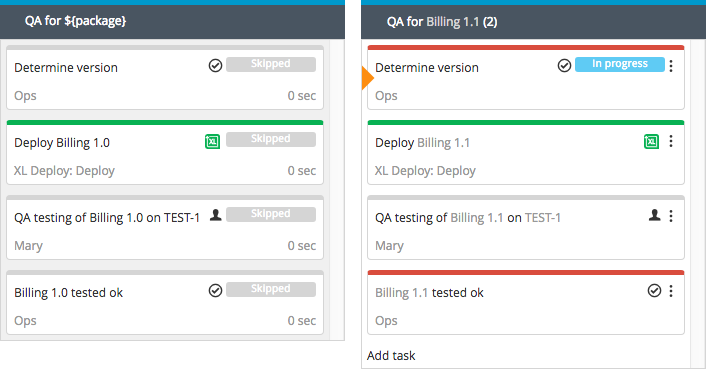 QA for ${package}
Determine version
Skipped
Ops
0 sec
Deploy Billing 1.0
XL
Skipped
XL Deploy: Deploy
0 sec
QA testing of Billing 1.0 on TEST-1
Skipped
Mary
0 sec
Billing 1.0 tested ok
Skipped
Ops
0 sec
QA for Billing 1.1 (2)
Determine version
In progress
Ops
Deploy Billing 1.1
XL
XL Deploy: Deploy
QA testing of Billing 1.1 on TEST-1
Mary
Billing 1.1 tested ok
Ops
Add task